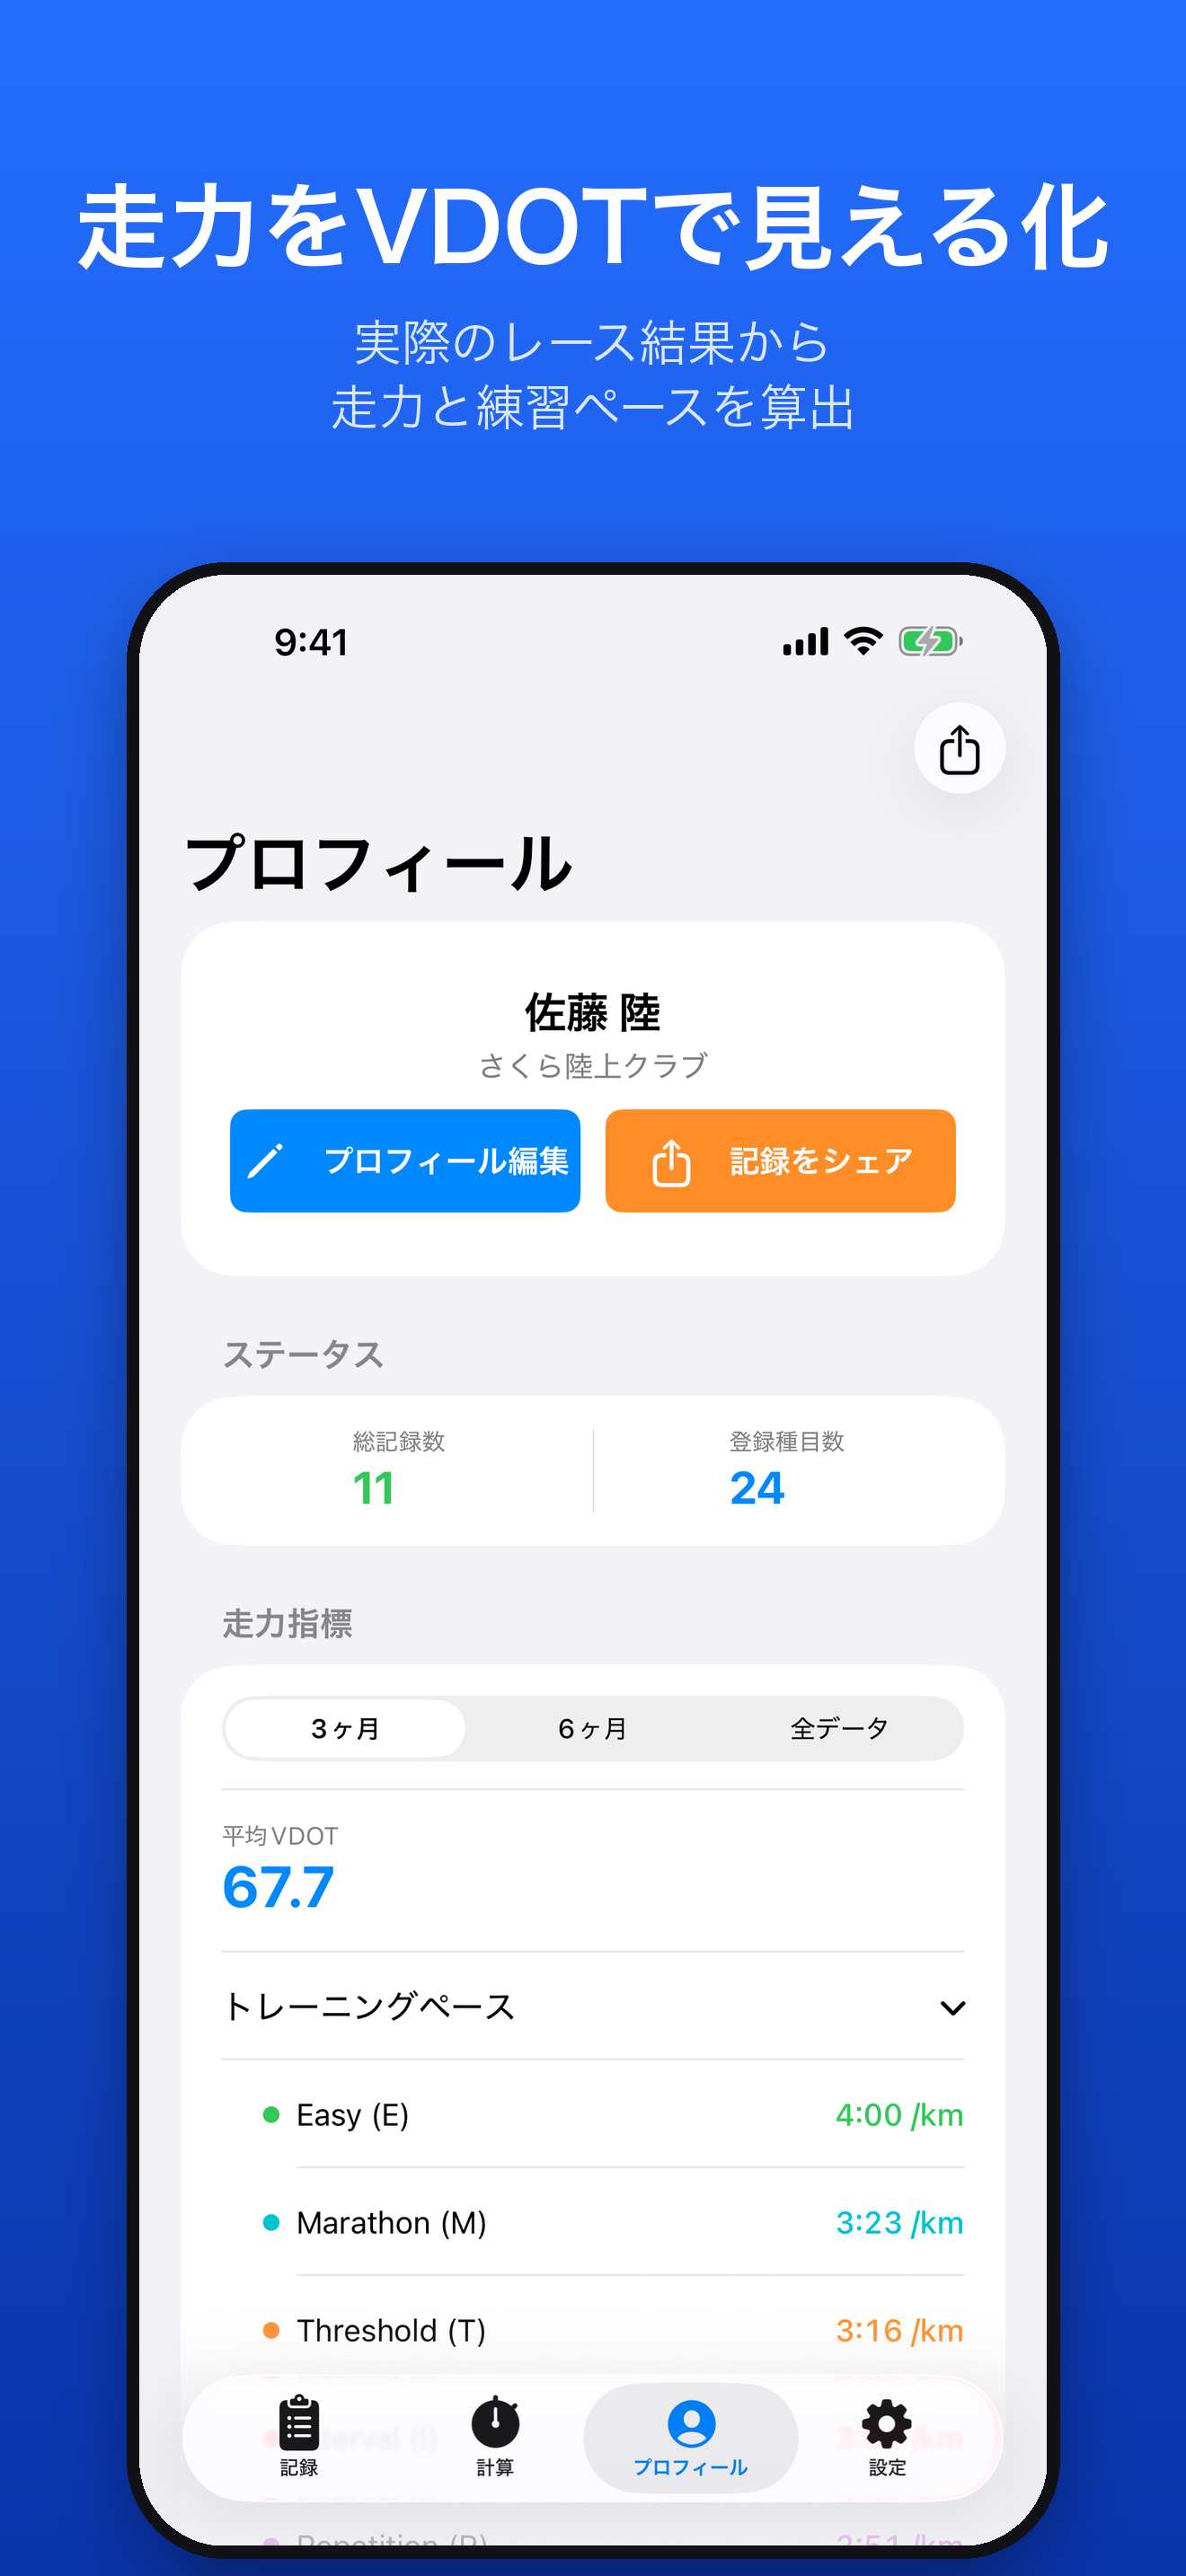 走力をVDOTで見える化
実際のレース結果から
走力と練習ペースを算出
9:41
プロフィール
佐藤 陸
さくら陸上クラブ
プロフィール編集
記録をシェア
ステータス
総記録数
登録種目数
11
24
走力指標
3ヶ月
6ヶ月
全データ
平均VDOT
67.7
トレーニングペース
Easy (E)
4:00 /km
Marathon (M)
3:23 /km
Threshold (T)
3:16 /km
記録
計算
プロフィール
設定
Repetition (R)
2:51 /km